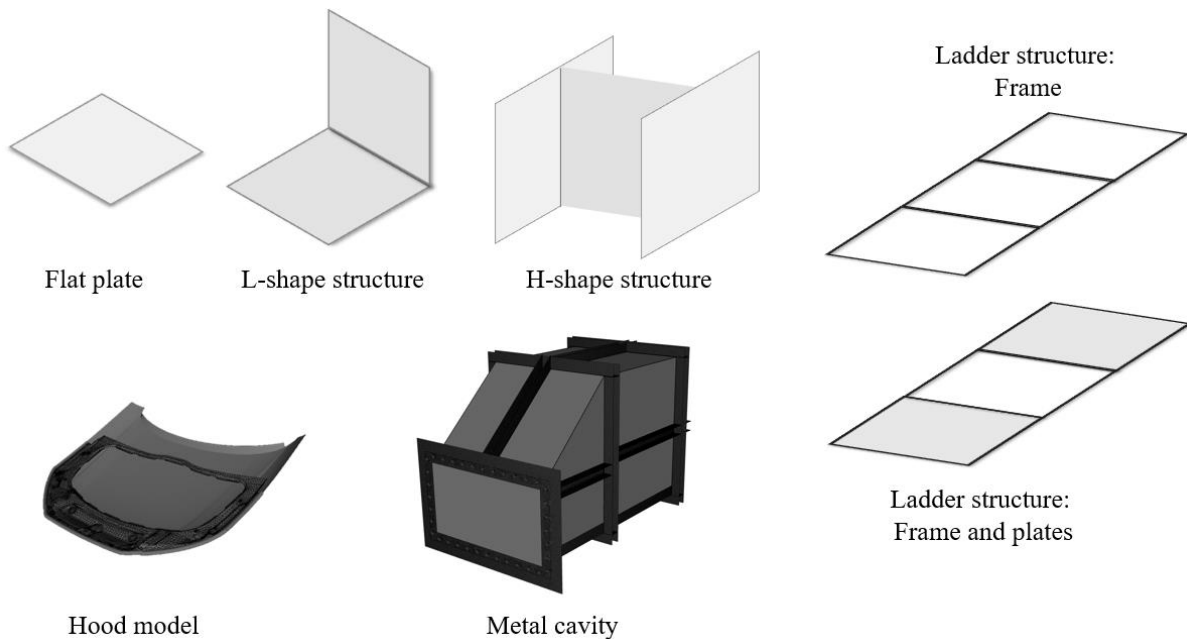 Flat plate
L-shape structure
H-shape structure
Ladder structure:
Frame
Hood model
Metal cavity
Ladder structure:
Frame and plates